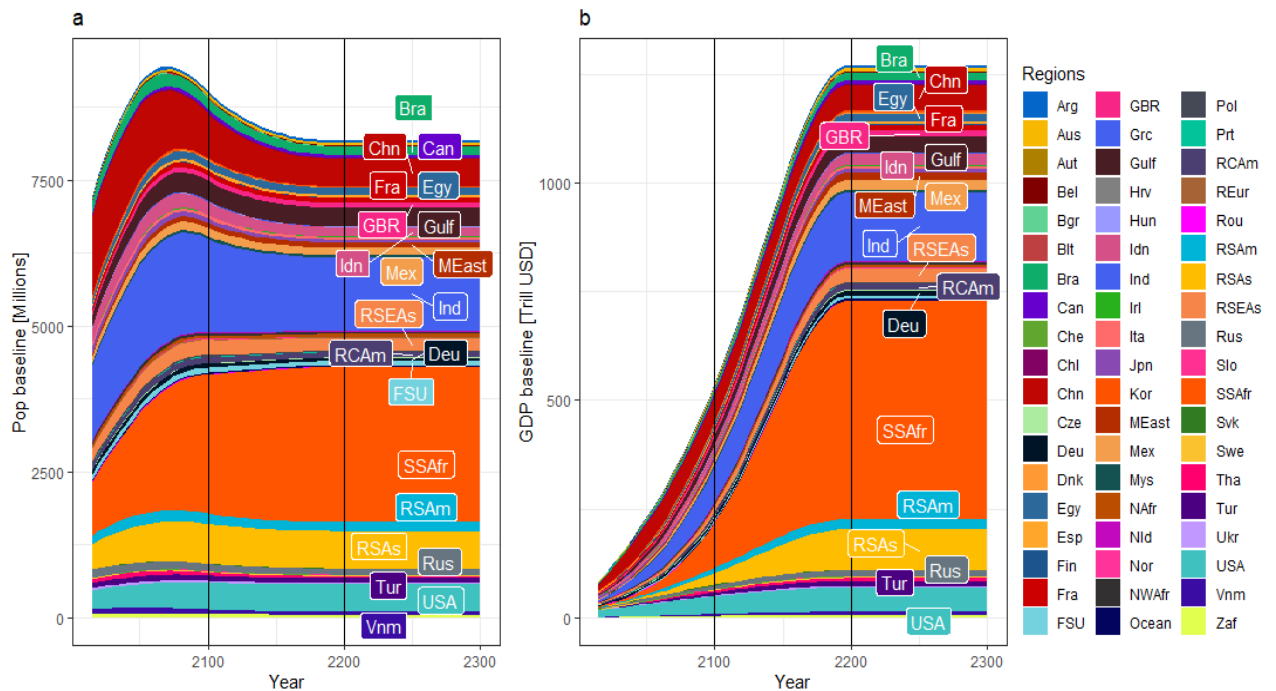 a
Pop baseline [Millions]
7500
5000
2500
0
Bra
Chn
Can
Fra
Egy
GBR
Gulf
Idn
Mex
MEast
Ind
RSEAs
RCAm
Deu
FSU
SSAfr
RSAm
RSAs
Rus
Tur
USA
Vnm
2100
2200
2300
Year
b
GDP baseline [Trill USD]
1000
500
0
Bra
Chn
Egy
Fra
GBR
Gulf
Idn
MEast
Mex
Ind
RSEAs
RCAm
Deu
SSAfr
RSAm
RSAs
Rus
Tur
USA
2100
2200
2300
Year
Regions
Arg
Aus
Aut
Bel
Bgr
Blt
Bra
Can
Che
Chl
Chn
Cze
Deu
Dnk
Egy
Esp
Fin
Fra
FSU
GBR
Grc
Gulf
Hrv
Hun
Idn
Ind
Irl
Ita
Jpn
Kor
MEast
Mex
Mys
NAfr
Nld
Nor
NWAfr
Ocean
Pol
Prt
RCAm
REur
Rou
RSAm
RSAs
RSEAs
Rus
Slo
SSAfr
Svk
Swe
Tha
Tur
Ukr
USA
Vnm
Zaf